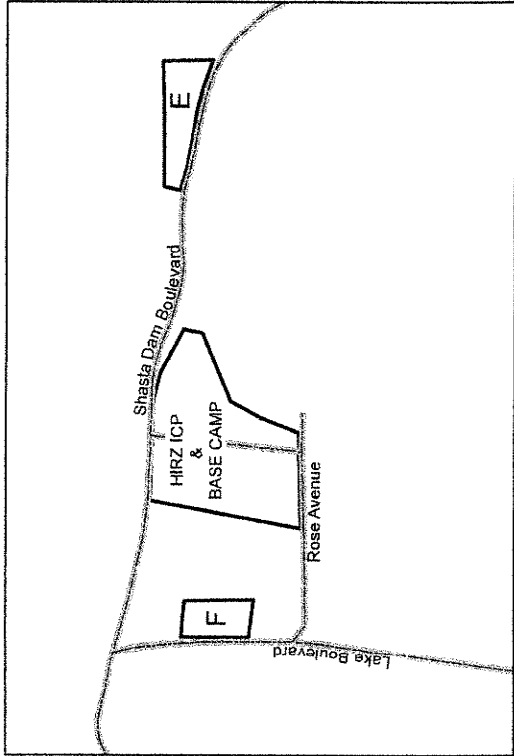 Shasta Dam Boulevard
E
HIRZ ICP
&
BASE CAMP
F
Rose Avenue
Lake Boulevard